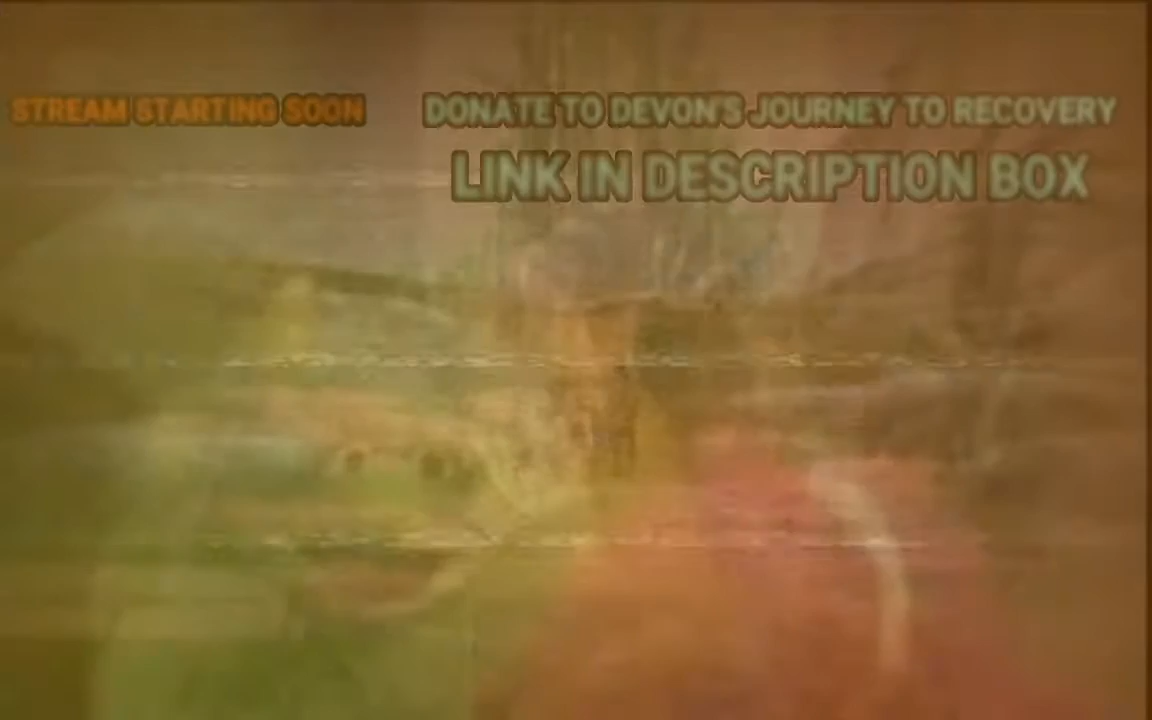 STREAM STARTING SOON
DONATE TO DEVON'S JOURNEY TO RECOVERY
LINK IN DESCRIPTION BOX